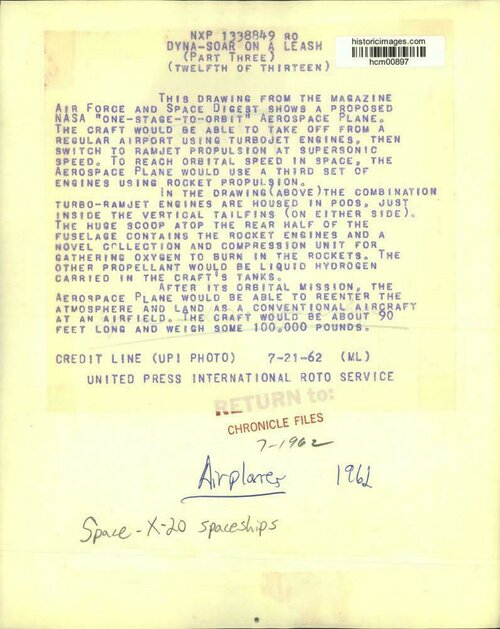 NXP 1338849 RO
historicimages.com
hcm00897
DYNA-SOAR ON A LEASH
(PART THREE)
(TWELFTH OF THIRTEEN)
THIS DRAWING FROM THE MAGAZINE
AIR FORCE AND SPACE DIGEST SHOWS A PROPOSED
NASA "ONE-STAGE-TO-ORBIT" AEROSPACE PLANE.
THE CRAFT WOULD BE ABLE TO TAKE OFF FROM A
REGULAR AIRPORT USING TURBOJET ENGINES, THEN
SWITCH TO RAMJET PROPULSION AT SUPERSONIC
SPEED. TO REACH ORBITAL SPEED IN SPACE, THE
AEROSPACE PLANE WOULD USE A THIRD SET OF
ENGINES USING ROCKET PROPULSION.
IN THE DRAWING(ABOVE)THE COMBINATION
TURBO-RAMJET ENGINES ARE HOUSED IN PODS, JUST
INSIDE THE VERTICAL TAILFINS (ON EITHER SIDE).
THE HUGE SCOOP ATOP THE REAR HALF OF THE
FUSELAGE CONTAINS THE ROCKET ENGINES AND A
NOVEL COLLECTION AND COMPRESSION UNIT FOR
GATHERING OXYGEN TO BURN IN THE ROCKETS. THE
OTHER PROPELLANT WOULD BE LIQUID HYDROGEN
CARRIED IN THE CRAFT'S TANKS.
AFTER ITS ORBITAL MISSION, THE
AEROSPACE PLANE WOULD BE ABLE TO REENTER THE
ATMOSPHERE AND LAND AS A CONVENTIONAL AIRCRAFT
AT AN AIRFIELD. THE CRAFT WOULD BE ABOUT 90
FEET LONG AND WEIGH SOME 100,000 POUNDS.
CREDIT LINE (UPI PHOTO) 7-21-62 (ML)
UNITED PRESS INTERNATIONAL ROTO SERVICE
RETURN to:
CHRONICLE FILES
7-1962
Airplanes 1962
Space-X-20 spaceships